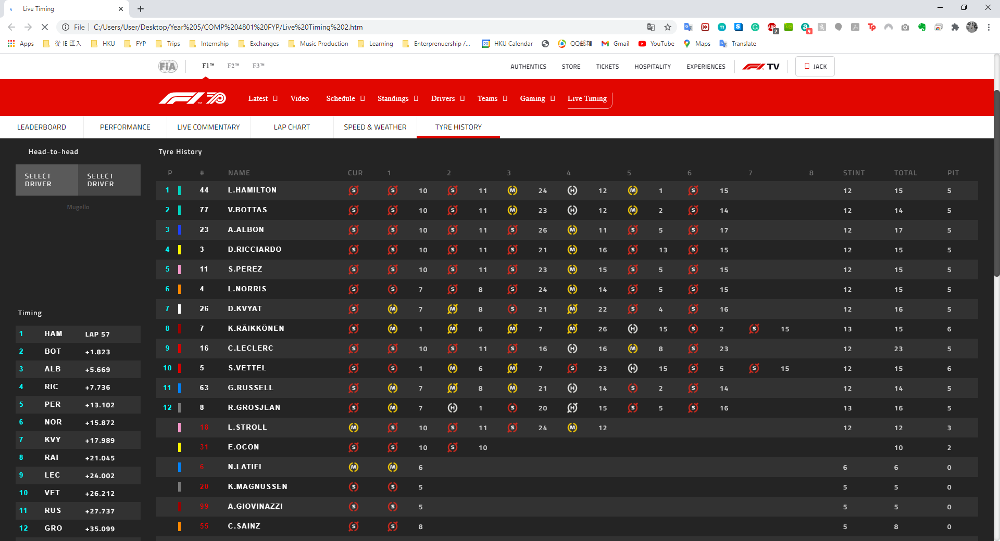 Live Timing
File C:/Users/User/Desktop/Year%205/COMP%204801%20FYP/Live%20Timing%202.htm
Apps 從 IE 匯入 HKU FYP Trips Internship Exchanges Music Production Learning Enterprenuership /... HKU Calendar QQ邮箱 Gmail YouTube Maps Translate
FiA F1™ F2™ F3™ AUTHENTICS STORE TICKETS HOSPITALITY EXPERIENCES F1 TV JACK
F1 70 Latest Video Schedule Standings Drivers Teams Gaming Live Timing
LEADERBOARD PERFORMANCE LIVE COMMENTARY LAP CHART SPEED & WEATHER TYRE HISTORY
Head-to-head
SELECT DRIVER SELECT DRIVER
Mugello
Tyre History
P # NAME CUR 1 2 3 4 5 6 7 8 STINT TOTAL PIT
1 44 L.HAMILTON S S 10 S 11 M 24 H 12 M 1 S 15 12 15 5
2 77 V.BOTTAS S S 10 S 11 M 23 H 12 M 2 S 14 12 14 5
3 23 A.ALBON S S 10 S 11 S 26 M 11 S 5 S 17 12 17 5
4 3 D.RICCIARDO S S 10 S 11 S 21 M 16 S 13 S 15 12 15 5
5 11 S.PEREZ S S 10 S 11 S 23 M 15 S 5 S 15 12 15 5
6 4 L.NORRIS S S 7 S 8 S 24 M 14 S 5 S 15 12 15 5
7 26 D.KVYAT S M 7 M 8 S 21 M 22 S 4 S 16 12 16 5
8 7 K.RÄIKKÖNEN S M 1 M 6 M 7 M 26 H 15 S 2 S 15 13 15 6
9 16 C.LECLERC S S 10 S 11 S 16 H 16 M 8 S 23 12 23 5
10 5 S.VETTEL S S 1 M 6 M 7 S 23 H 15 S 5 S 15 12 15 6
11 63 G.RUSSELL S M 7 M 8 M 21 H 14 S 2 S 14 12 14 5
12 8 R.GROSJEAN S M 7 H 1 S 20 H 15 S 5 S 16 13 16 5
18 L.STROLL M S 10 S 11 S 24 M 12 12 12 3
31 E.OCON S S 10 S 10 10 2
6 N.LATIFI M M 6 6 6 0
20 K.MAGNUSSEN S S 5 5 5 0
99 A.GIOVINAZZI S S 5 5 5 0
55 C.SAINZ S S 8 5 8 0
Timing
1 HAM LAP 57
2 BOT +1.823
3 ALB +5.669
4 RIC +7.736
5 PER +13.102
6 NOR +15.872
7 KVY +17.989
8 RAI +21.045
9 LEC +24.002
10 VET +26.212
11 RUS +27.737
12 GRO +35.099